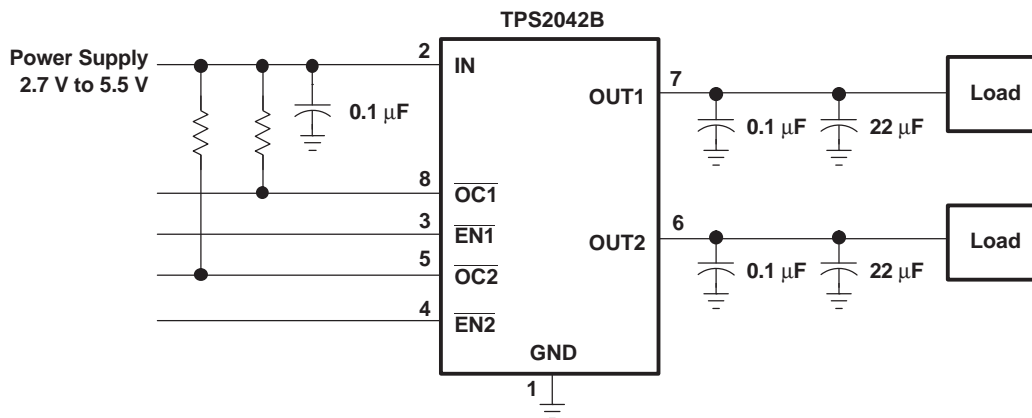 TPS2042B
Power Supply
2.7 V to 5.5 V
2
IN
0.1 μF
8
OC1
3
EN1
5
OC2
4
EN2
GND
1
7
OUT1
0.1 μF
22 μF
Load
6
OUT2
0.1 μF
22 μF
Load